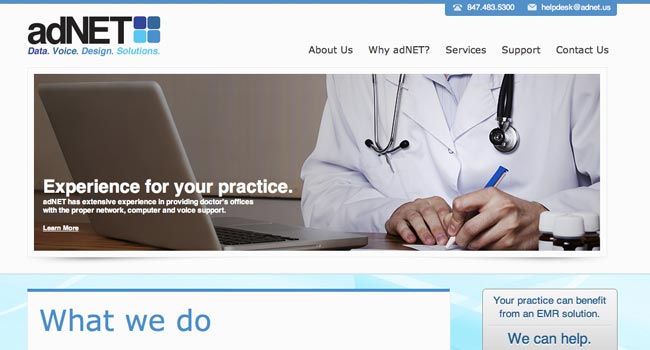 847.483.5300 helpdesk@adnet.us
adNET
Data. Voice. Design. Solutions.
About Us Why adNET? Services Support Contact Us
Experience for your practice.
adNET has extensive experience in providing doctor's offices
with the proper network, computer and voice support.
Learn More
What we do
Your practice can benefit
from an EMR solution.
We can help.